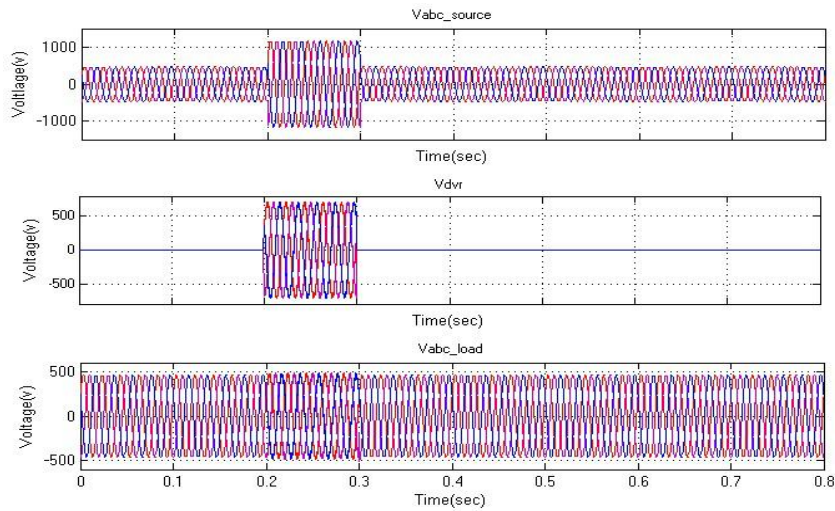 Vabc_source
Voltlage(v)
1000
0
-1000
Time(sec)
Vdvr
Voltage(v)
500
0
-500
Time(sec)
Vabc_load
Voltage(v)
500
0
-500
0 0.1 0.2 0.3 0.4 0.5 0.6 0.7 0.8
Time(sec)